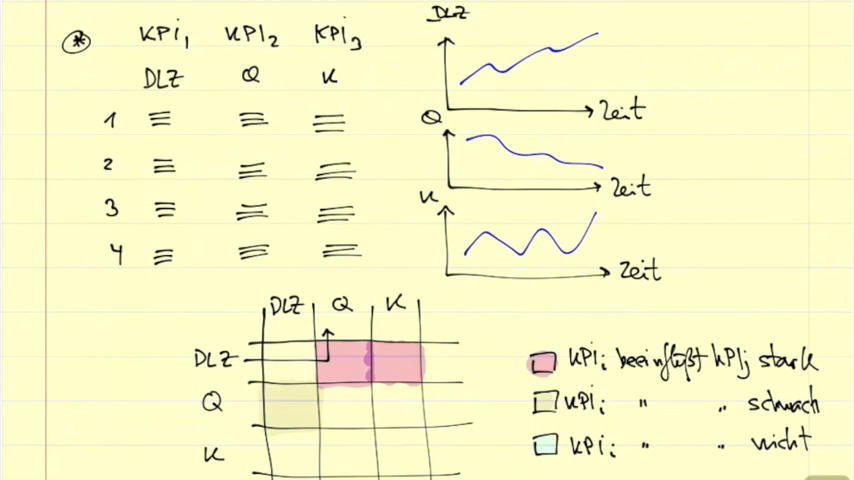 * KPI₁ KPI₂ KPI₃
DLZ Q K
1
2
3
4
DLZ
Zeit
Q
Zeit
K
Zeit
DLZ Q K
DLZ
Q
K
KPIᵢ beeinflußt KPIⱼ stark
KPIᵢ " " schwach
KPIᵢ " " nicht